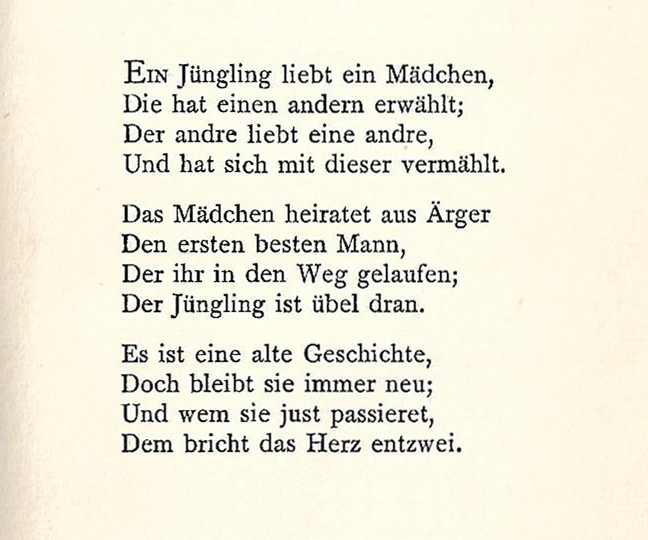 EIN Jüngling liebt ein Mädchen,
Die hat einen andern erwählt;
Der andre liebt eine andre,
Und hat sich mit dieser vermählt.
Das Mädchen heiratet aus Ärger
Den ersten besten Mann,
Der ihr in den Weg gelaufen;
Der Jüngling ist übel dran.
Es ist eine alte Geschichte,
Doch bleibt sie immer neu;
Und wem sie just passieret,
Dem bricht das Herz entzwei.